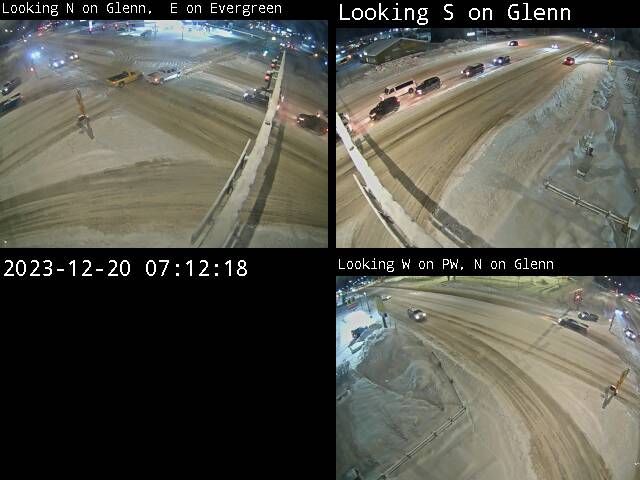 Looking N on Glenn,  E on Evergreen
Looking S on Glenn
2023-12-20 07:12:18
Looking W on PW, N on Glenn